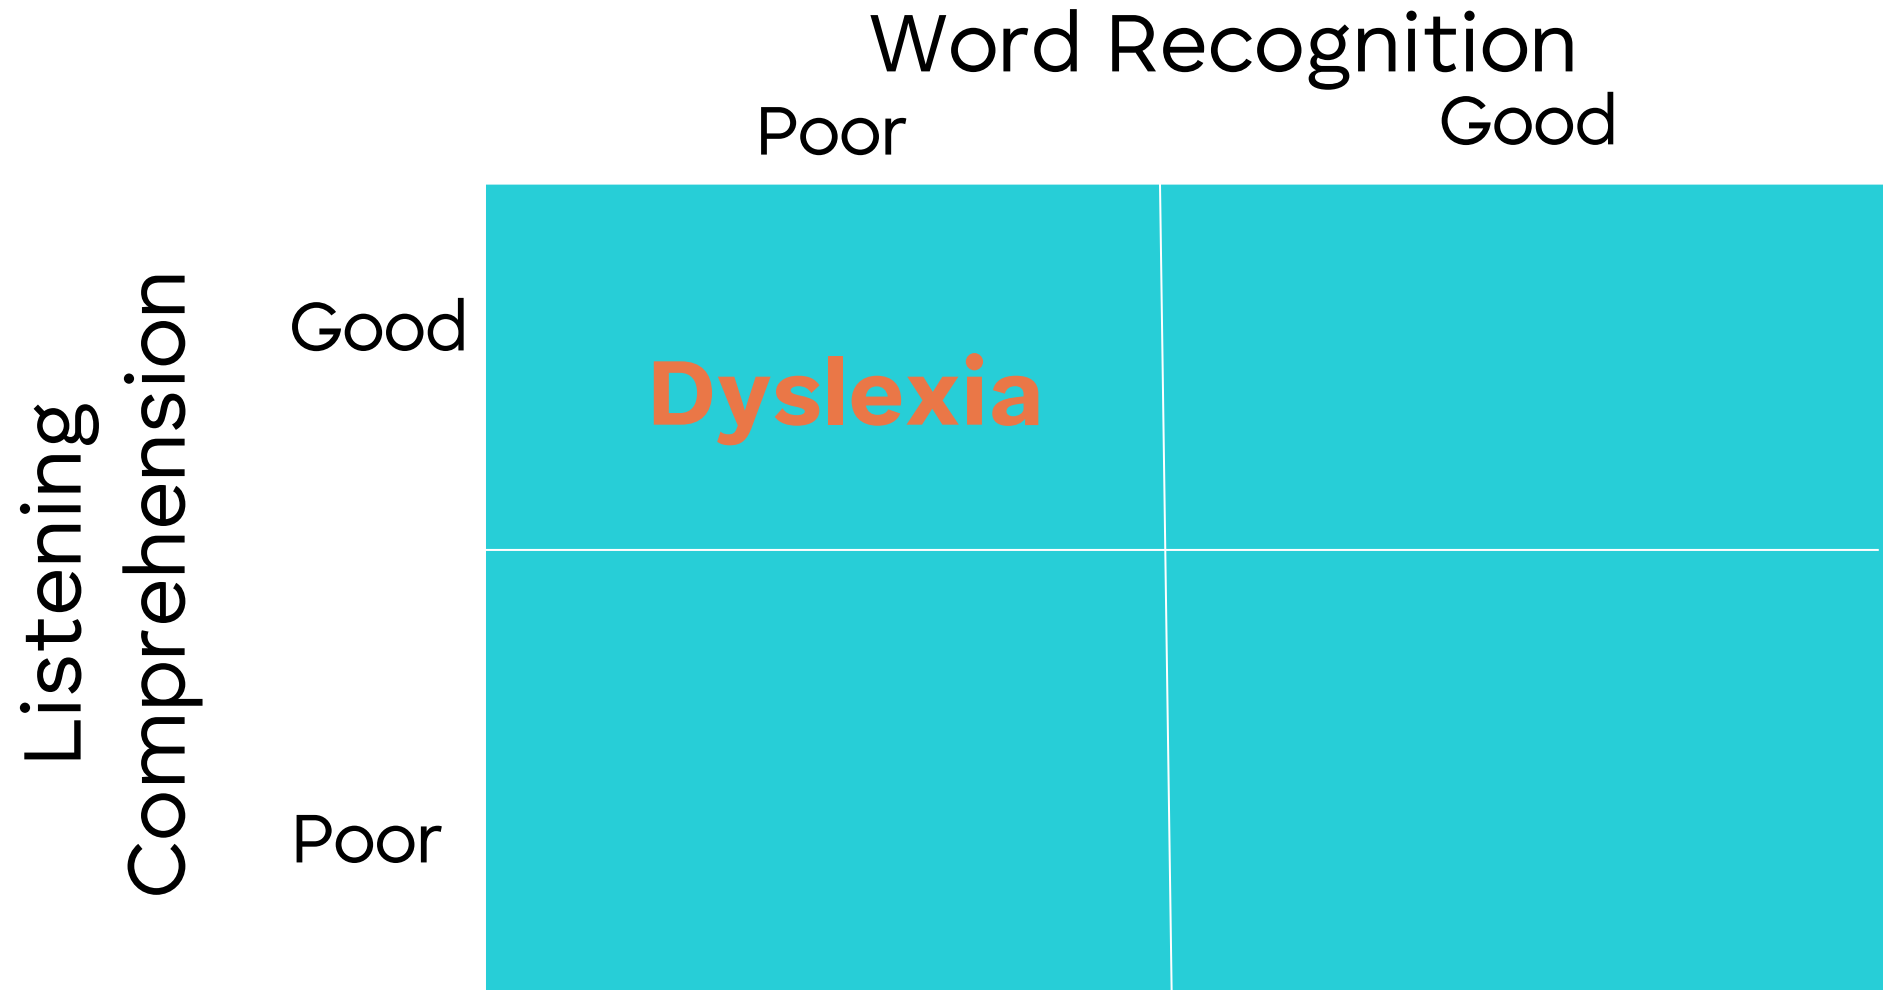 Word Recognition
Poor Good
Listening
Comprehension
Good
Dyslexia
Poor